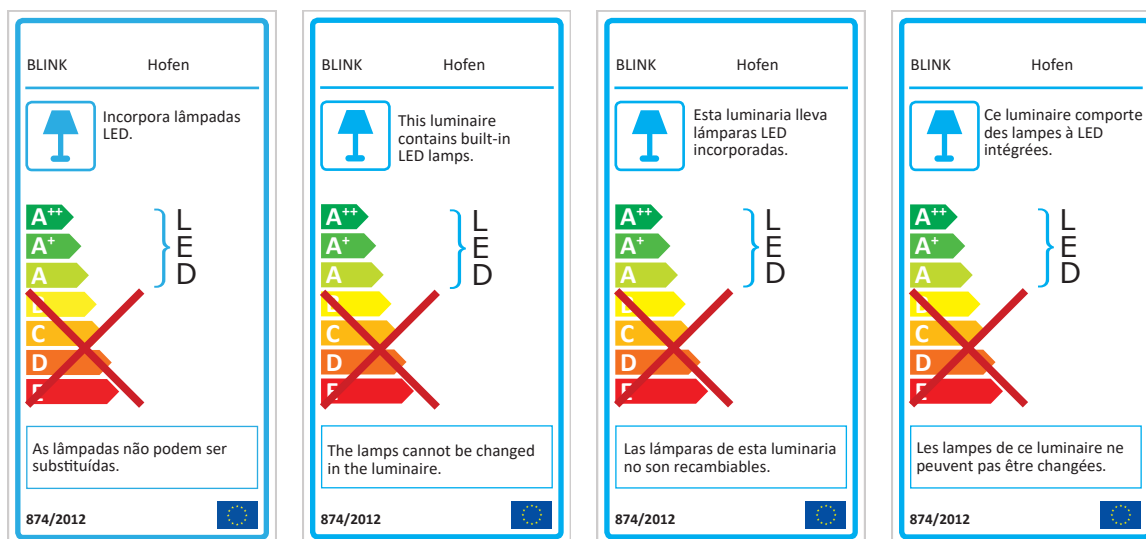 BLINK Hofen
Incorpora lâmpadas
LED.
A++
A+
A
C
D
L
E
D
As lâmpadas não podem ser
substituídas.
874/2012
BLINK Hofen
This luminaire
contains built-in
LED lamps.
A++
A+
A
C
D
L
E
D
The lamps cannot be changed
in the luminaire.
874/2012
BLINK Hofen
Esta luminaria lleva
lámparas LED
incorporadas.
A++
A+
A
C
D
L
E
D
Las lámparas de esta luminaria
no son recambiables.
874/2012
BLINK Hofen
Ce luminaire comporte
des lampes à LED
intégrées.
A++
A+
A
C
D
L
E
D
Les lampes de ce luminaire ne
peuvent pas être changées.
874/2012